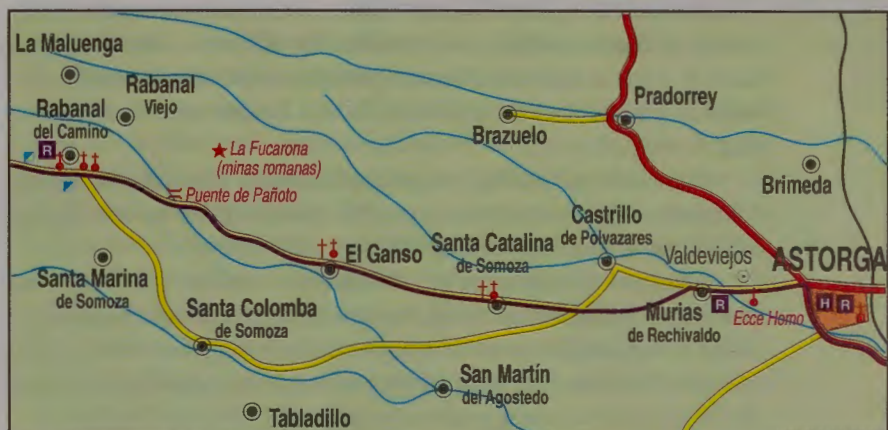 La Maluenga
Rabanal
Viejo
Rabanal
del Camino
R
La Fucarona
(minas romanas)
Puente de Pañoto
Brazuelo
Pradorrey
Brimeda
Castrillo
de Polvazares
Santa Catalina
de Somoza
El Ganso
Valdeviejos
ASTORGA
Santa Marina
de Somoza
Santa Colomba
de Somoza
Murias
de Rechivaldo
R
Ecce Homo
H R
San Martín
del Agostedo
Tabladillo